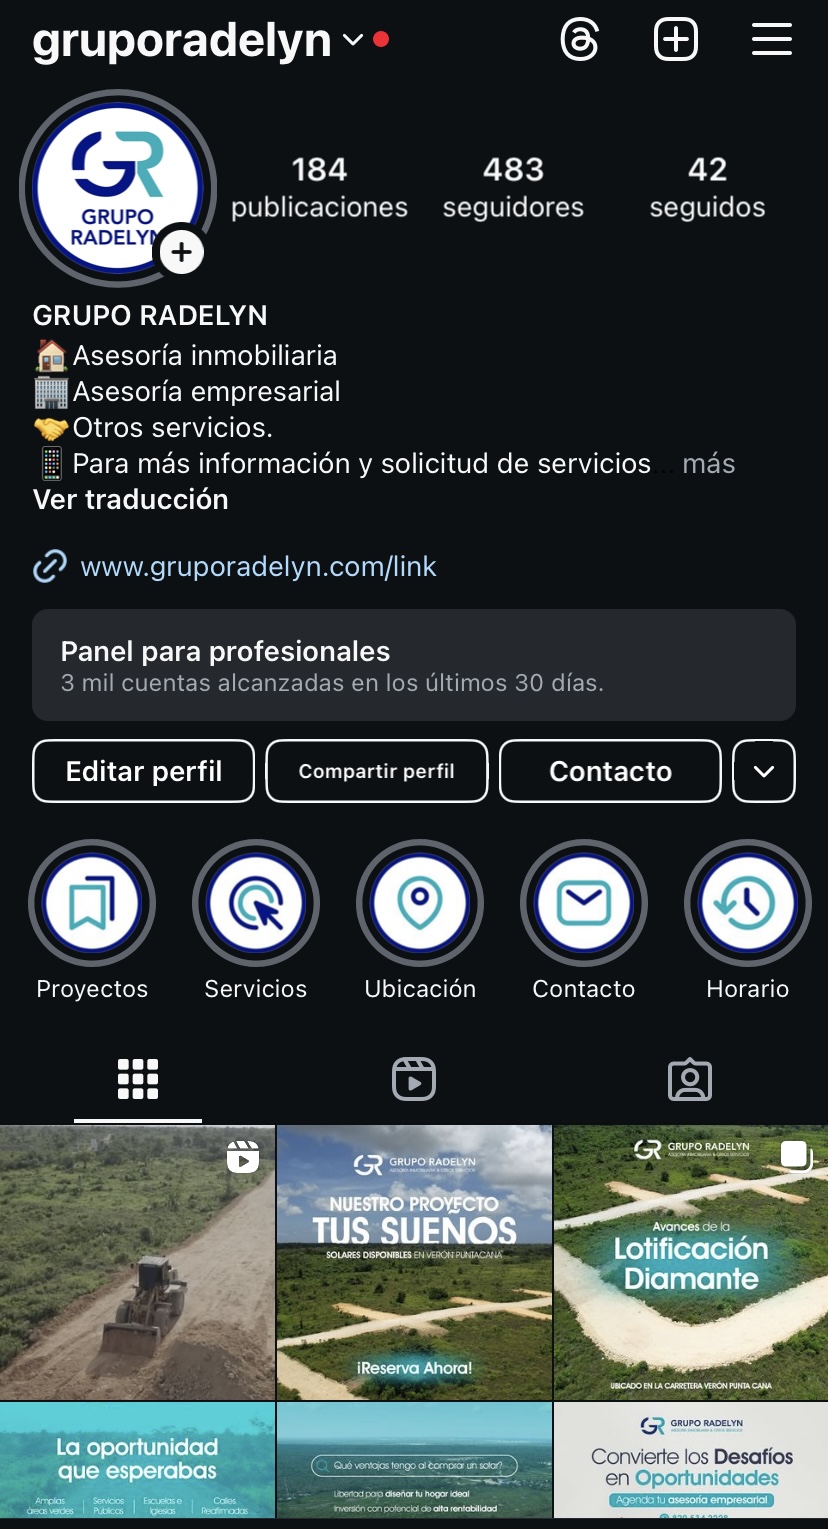 gruporadelyn
GR
GRUPO
RADELYN
184
publicaciones
483
seguidores
42
seguidos
GRUPO RADELYN
Asesoría inmobiliaria
Asesoría empresarial
Otros servicios.
Para más información y solicitud de servicios... más
Ver traducción
www.gruporadelyn.com/link
Panel para profesionales
3 mil cuentas alcanzadas en los últimos 30 días.
Editar perfil
Compartir perfil
Contacto
Proyectos
Servicios
Ubicación
Contacto
Horario
GR GRUPO RADELYN
NUESTRO PROYECTO
TUS SUEÑOS
SOLARES DISPONIBLES EN VERÓN PUNTACANA
¡Reserva Ahora!
GR GRUPO RADELYN
Avances de la
Lotificación
Diamante
UBICADO EN LA CARRETERA VERÓN PUNTA CANA
La oportunidad
que esperabas
Amplias
áreas verdes
Servicios
Públicos
Escuelas e
Iglesias
Calles
Reafirmadas
Qué ventajas tengo al comprar un solar?
Libertad para diseñar tu hogar ideal
Inversión con potencial de alta rentabilidad
GR GRUPO RADELYN
Convierte los Desafíos
en Oportunidades
Agenda tu asesoría empresarial